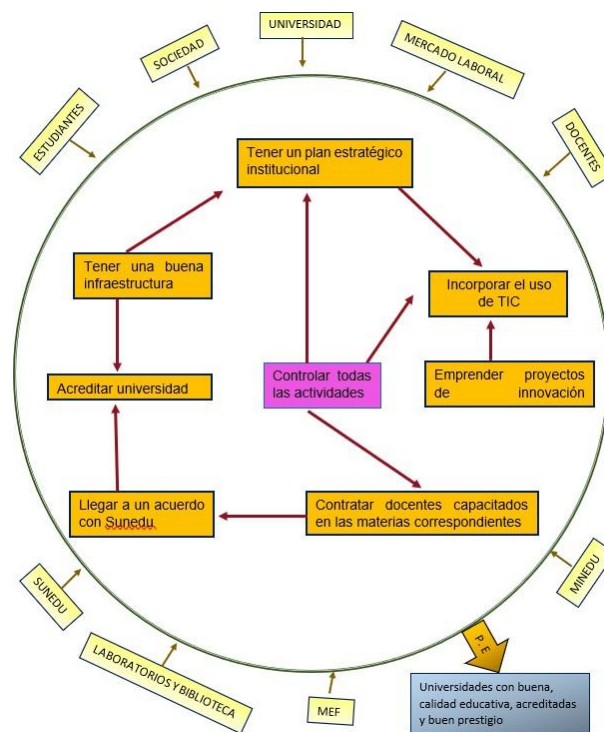 UNIVERSIDAD
SOCIEDAD
MERCADO LABORAL
ESTUDIANTES
DOCENTES
Tener un plan estratégico
institucional
Tener una buena
infraestructura
Incorporar el uso
de TIC
Acreditar universidad
Controlar todas
las actividades
Emprender proyectos
de innovación
Llegar a un acuerdo
con Sunedu
Contratar docentes capacitados
en las materias correspondientes
SUNEDU
MINEDU
LABORATORIOS Y BIBLIOTECA
MEF
P.E
Universidades con buena,
calidad educativa, acreditadas
y buen prestigio